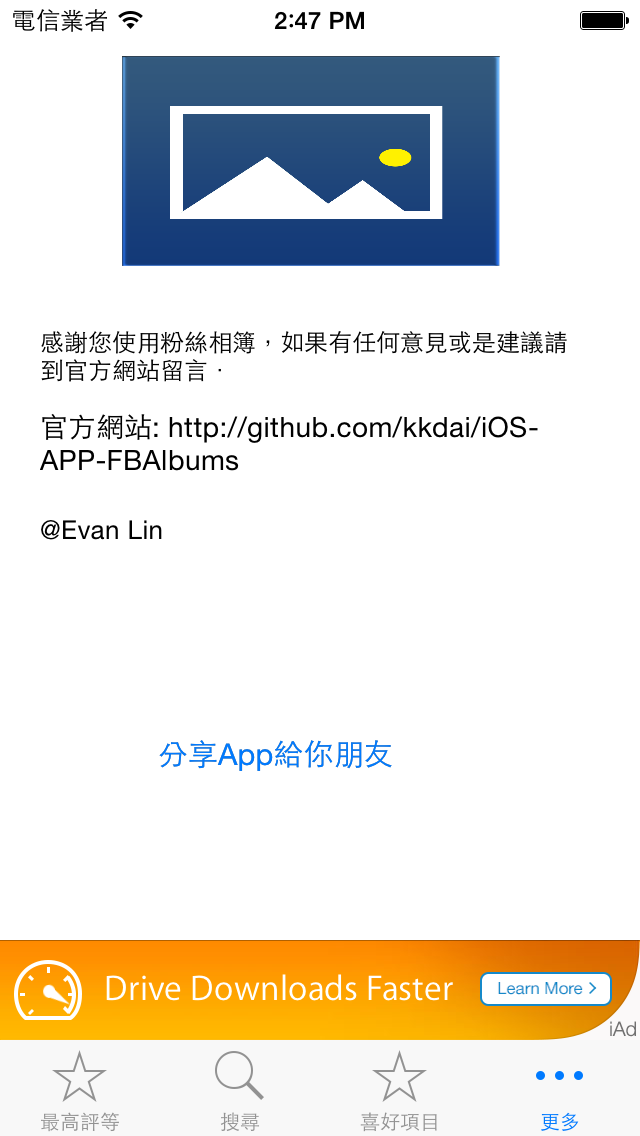 電信業者 2:47 PM
感謝您使用粉絲相簿，如果有任何意見或是建議請
到官方網站留言．
官方網站: http://github.com/kkdai/iOS-
APP-FBAlbums
@Evan Lin
分享App給你朋友
Drive Downloads Faster Learn More
iAd
最高評等 搜尋 喜好項目 更多